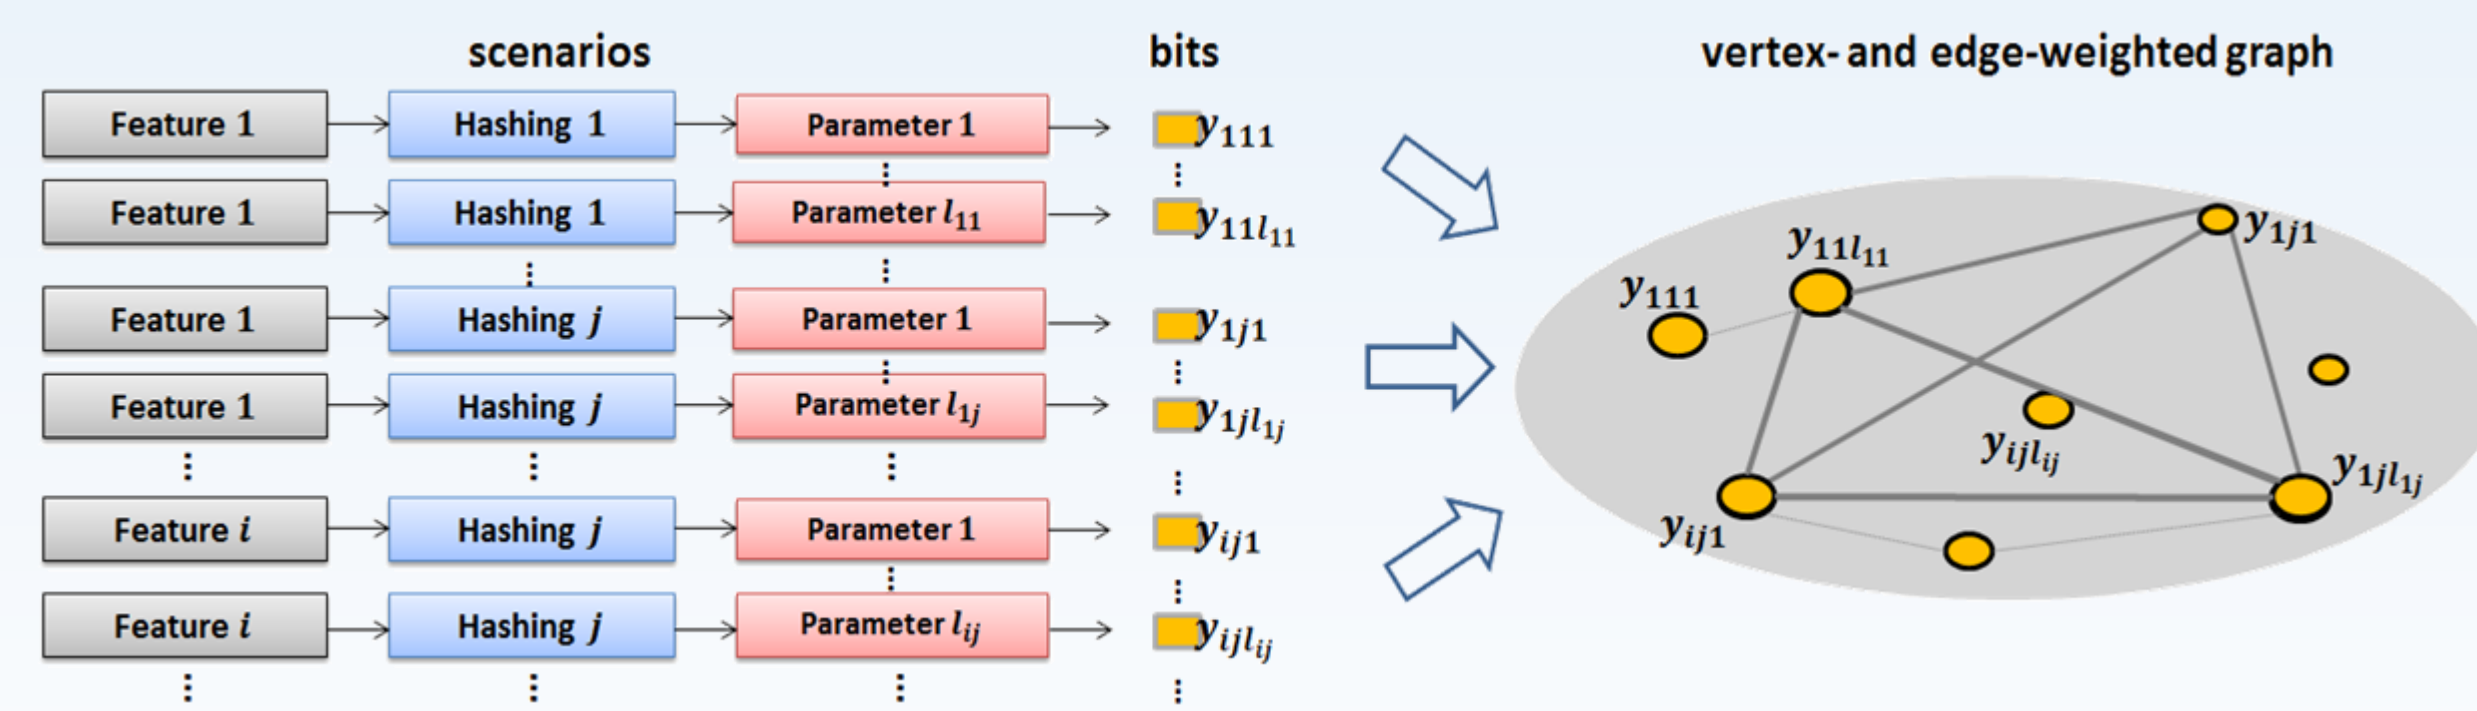 scenarios bits vertex- and edge-weighted graph
Feature 1 Hashing 1 Parameter 1 y₁₁₁
⋮ ⋮
Feature 1 Hashing 1 Parameter l₁₁ y₁₁l₁₁
⋮ ⋮
Feature 1 Hashing j Parameter 1 y₁j₁
⋮ ⋮
Feature 1 Hashing j Parameter l₁j y₁jl₁j
⋮ ⋮ ⋮ ⋮
Feature i Hashing j Parameter 1 yij1
⋮ ⋮
Feature i Hashing j Parameter lij yijlij
⋮ ⋮ ⋮ ⋮
y₁j₁
y₁₁l₁₁
y₁₁₁
yijlij
y₁jl₁j
yij1